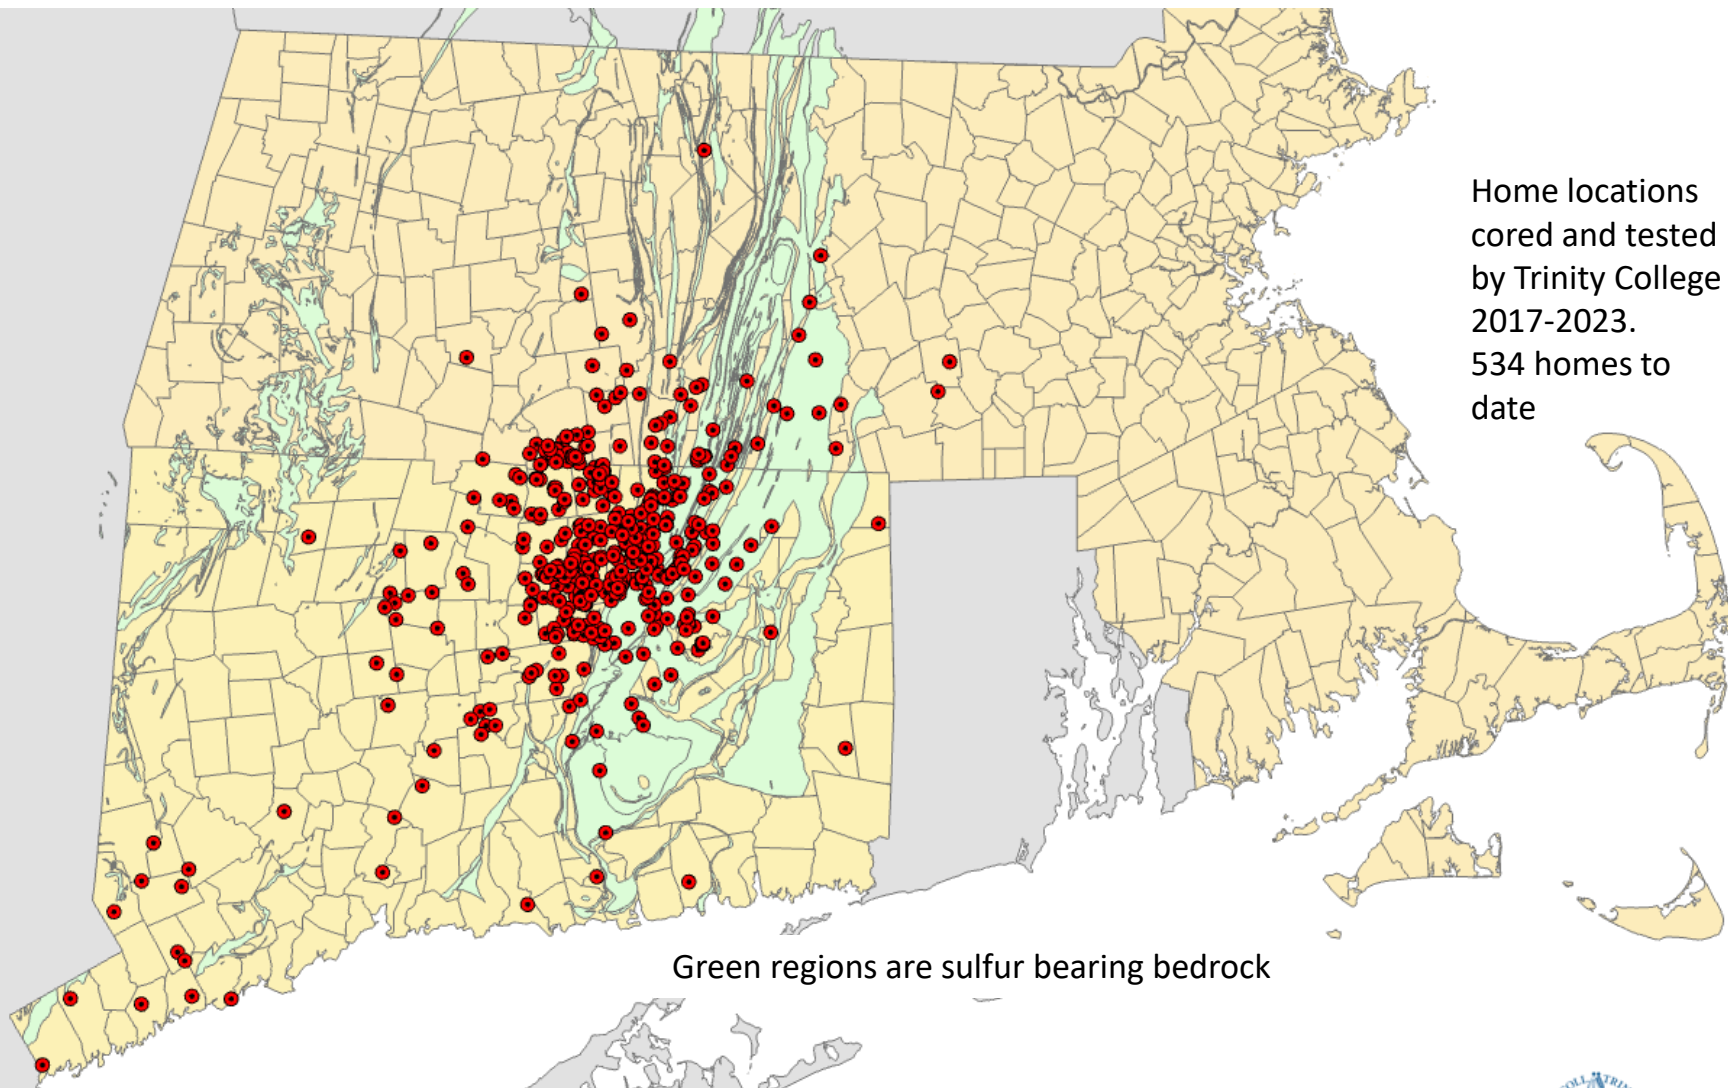 Home locations
cored and tested
by Trinity College
2017-2023.
534 homes to
date
Green regions are sulfur bearing bedrock